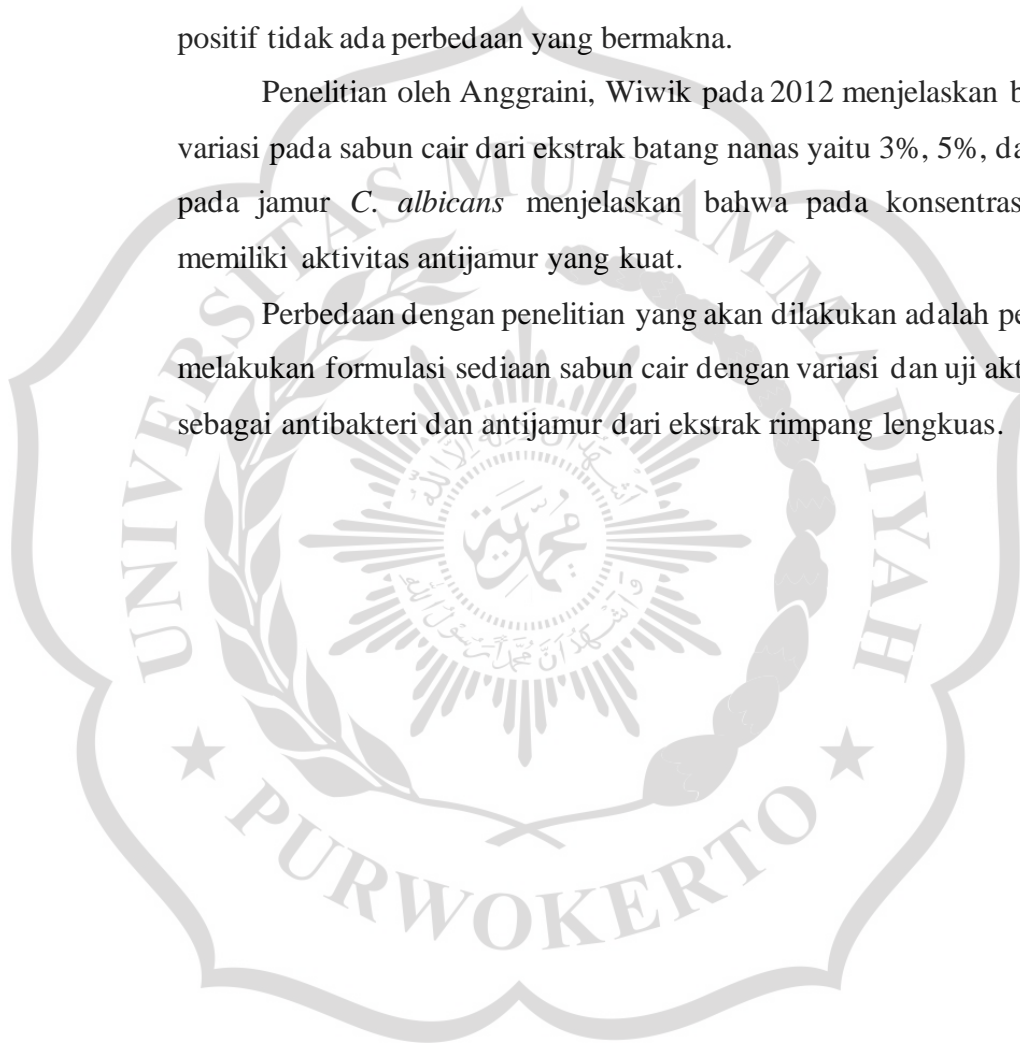 positif tidak ada perbedaan yang bermakna.
Penelitian oleh Anggraini, Wiwik pada 2012 menjelaskan b
variasi pada sabun cair dari ekstrak batang nanas yaitu 3%, 5%, da
pada jamur C. albicans menjelaskan bahwa pada konsentras
memiliki aktivitas antijamur yang kuat.
Perbedaan dengan penelitian yang akan dilakukan adalah pe
melakukan formulasi sediaan sabun cair dengan variasi dan uji akt
sebagai antibakteri dan antijamur dari ekstrak rimpang lengkuas.
UNIVERSITAS MUHAMMADIYAH
PURWOKERTO